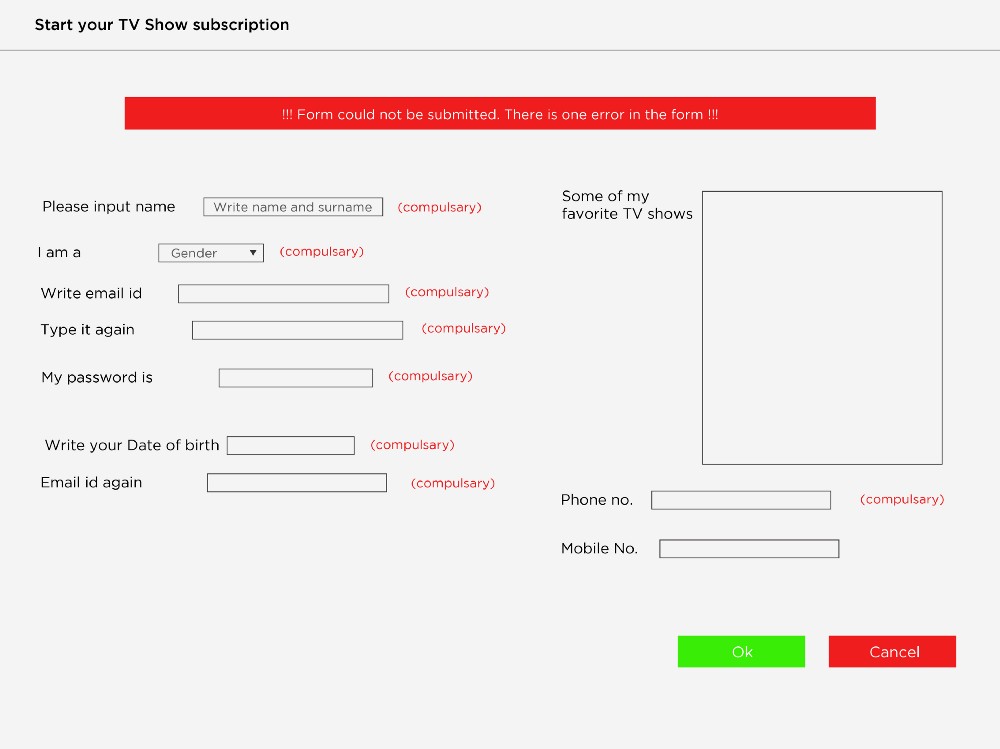 Start your TV Show subscription
!!! Form could not be submitted. There is one error in the form !!!
Please input name Write name and surname (compulsary)
I am a Gender ▼ (compulsary)
Write email id (compulsary)
Type it again (compulsary)
My password is (compulsary)
Write your Date of birth (compulsary)
Email id again (compulsary)
Some of my
favorite TV shows
Phone no. (compulsary)
Mobile No.
Ok Cancel